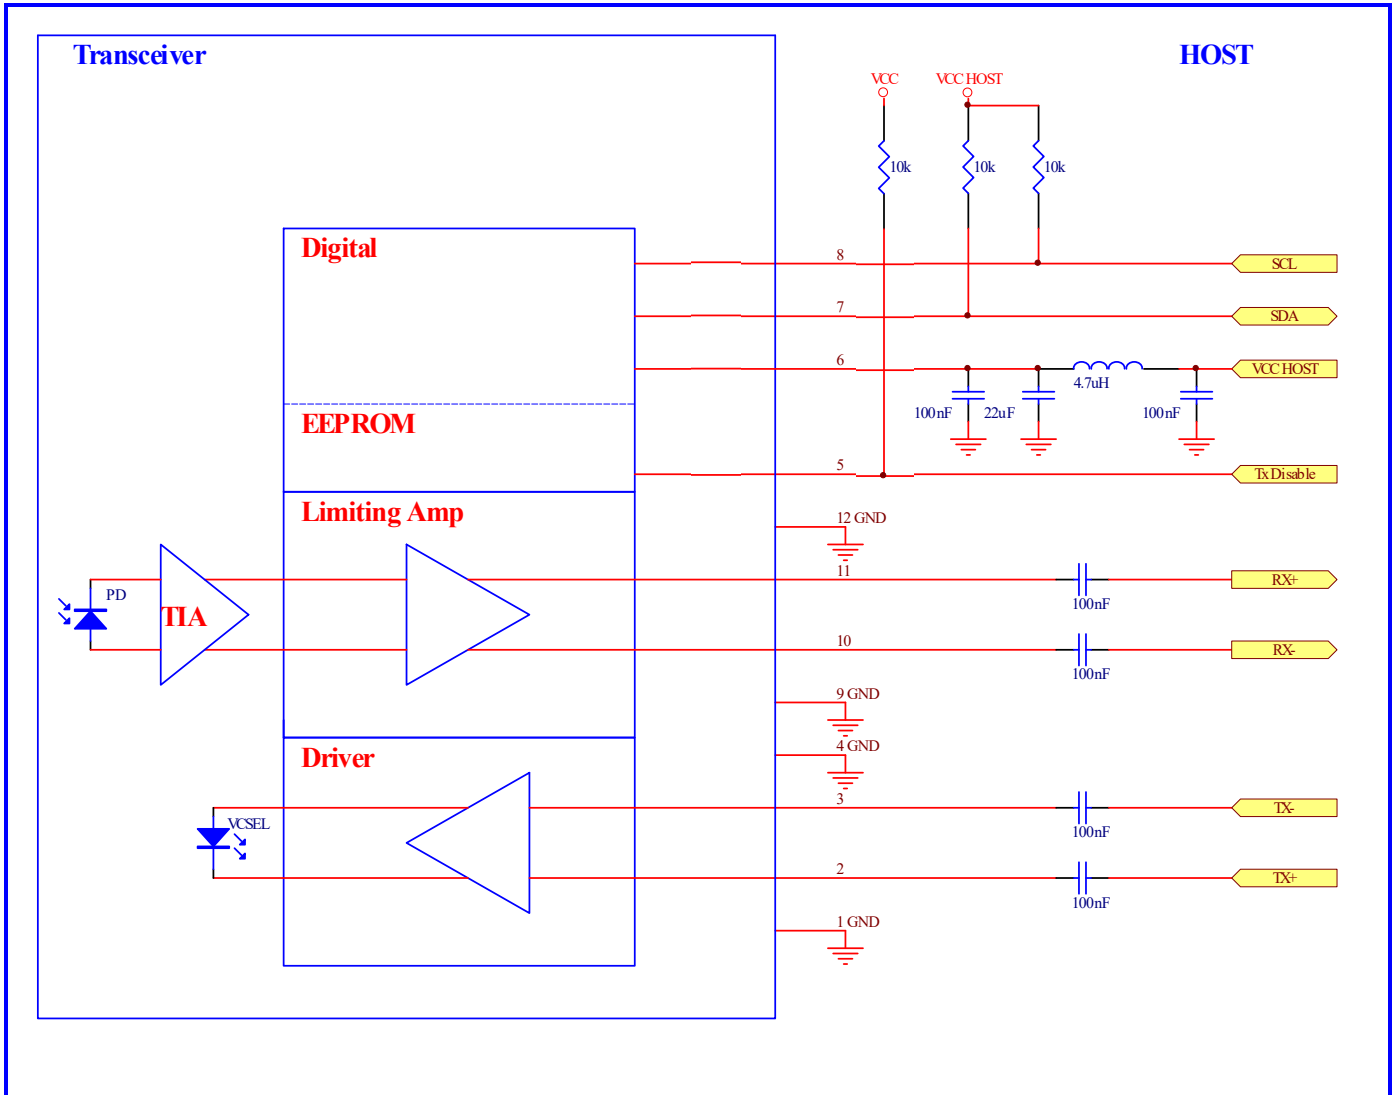 Transceiver
HOST
VCC
VCC HOST
10k
10k
10k
Digital
8
SCL
7
SDA
6
VCC HOST
4.7uH
100nF
22uF
100nF
EEPROM
5
Tx Disable
Limiting Amp
12 GND
11
RX+
PD
TIA
100nF
10
RX-
100nF
9 GND
4 GND
Driver
3
TX-
VCSEL
100nF
2
TX+
100nF
1 GND